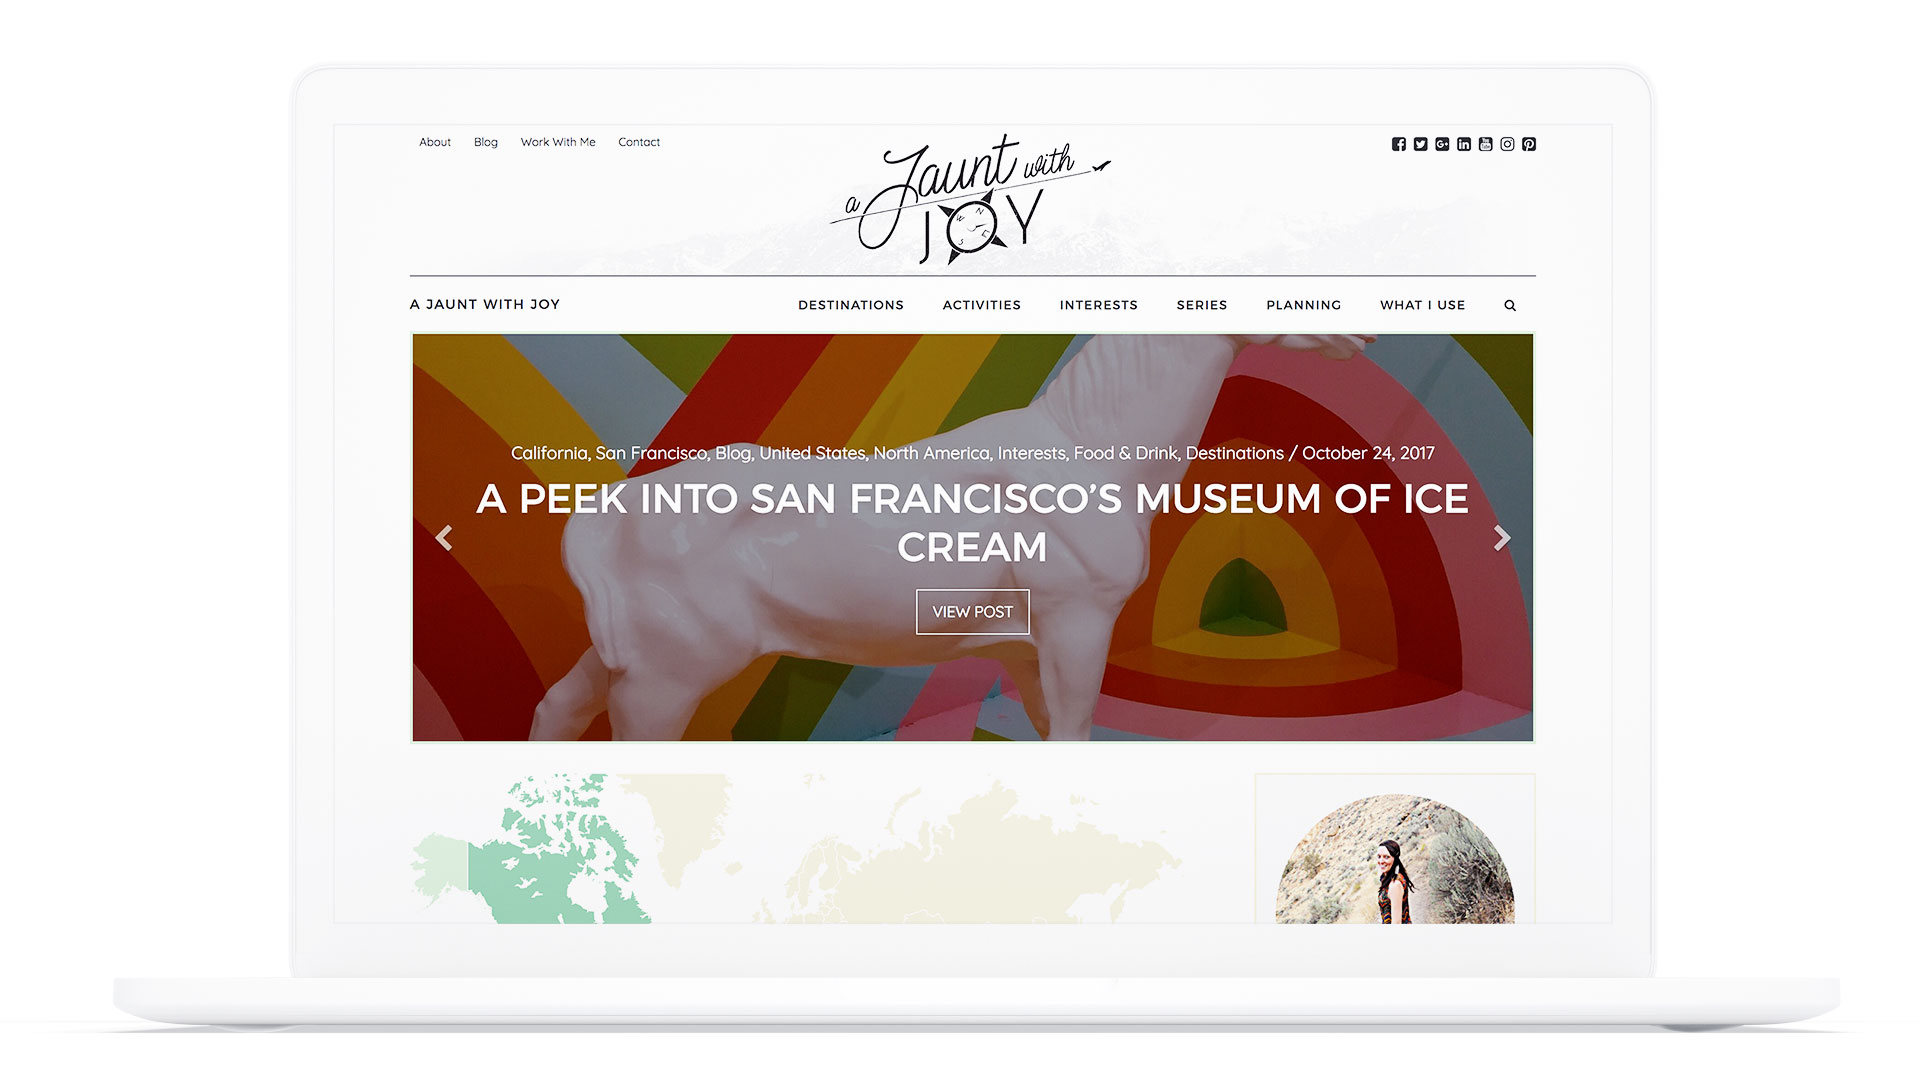 About Blog Work With Me Contact
a Jaunt with
JOY
N
W
S
A JAUNT WITH JOY
DESTINATIONS ACTIVITIES INTERESTS SERIES PLANNING WHAT I USE
California, San Francisco, Blog, United States, North America, Interests, Food & Drink, Destinations / October 24, 2017
A PEEK INTO SAN FRANCISCO’S MUSEUM OF ICE
CREAM
VIEW POST